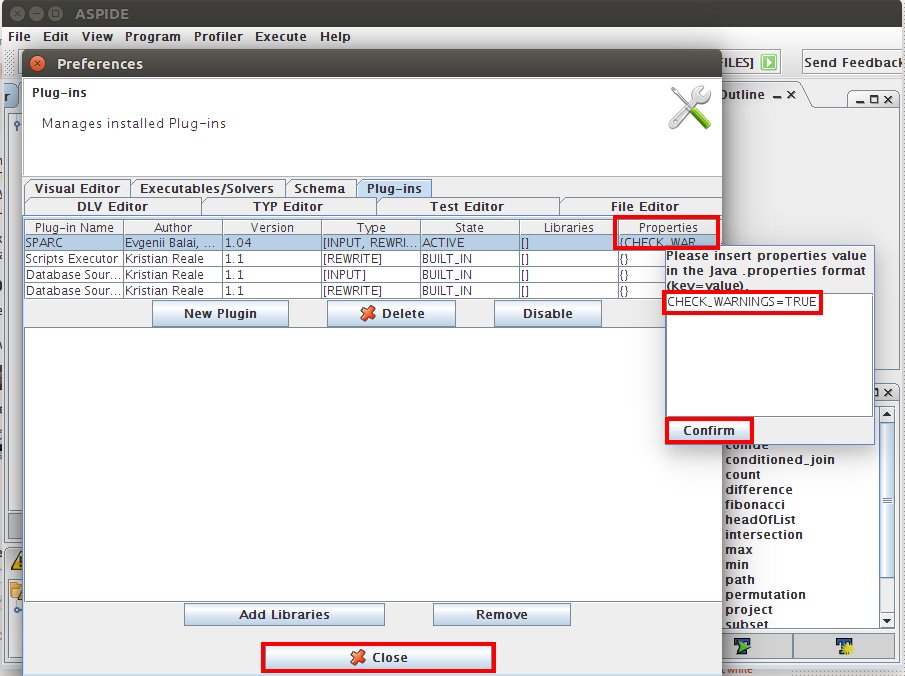 ASPIDE
File Edit View Program Profiler Execute Help
Preferences
FILES]
Send Feedback
Plug-ins
Manages installed Plug-ins
Outline
Visual Editor Executables/Solvers Schema Plug-ins
DLV Editor TYP Editor Test Editor File Editor
Plug-in Name Author Version Type State Libraries Properties
SPARC Evgenii Balai, ... 1.04 [INPUT, REWRI... ACTIVE [] {CHECK_WAR...
Scripts Executor Kristian Reale 1.1 [REWRITE] BUILT_IN [] {}
Database Sour... Kristian Reale 1.1 [INPUT] BUILT_IN [] {}
Database Sour... Kristian Reale 1.1 [REWRITE] BUILT_IN [] {}
Please insert properties value
in the Java .properties format
(key=value).
CHECK_WARNINGS=TRUE
Confirm
New Plugin Delete Disable
conditioned_join
count
difference
fibonacci
headOfList
intersection
max
min
path
permutation
project
subset
Add Libraries Remove
Close